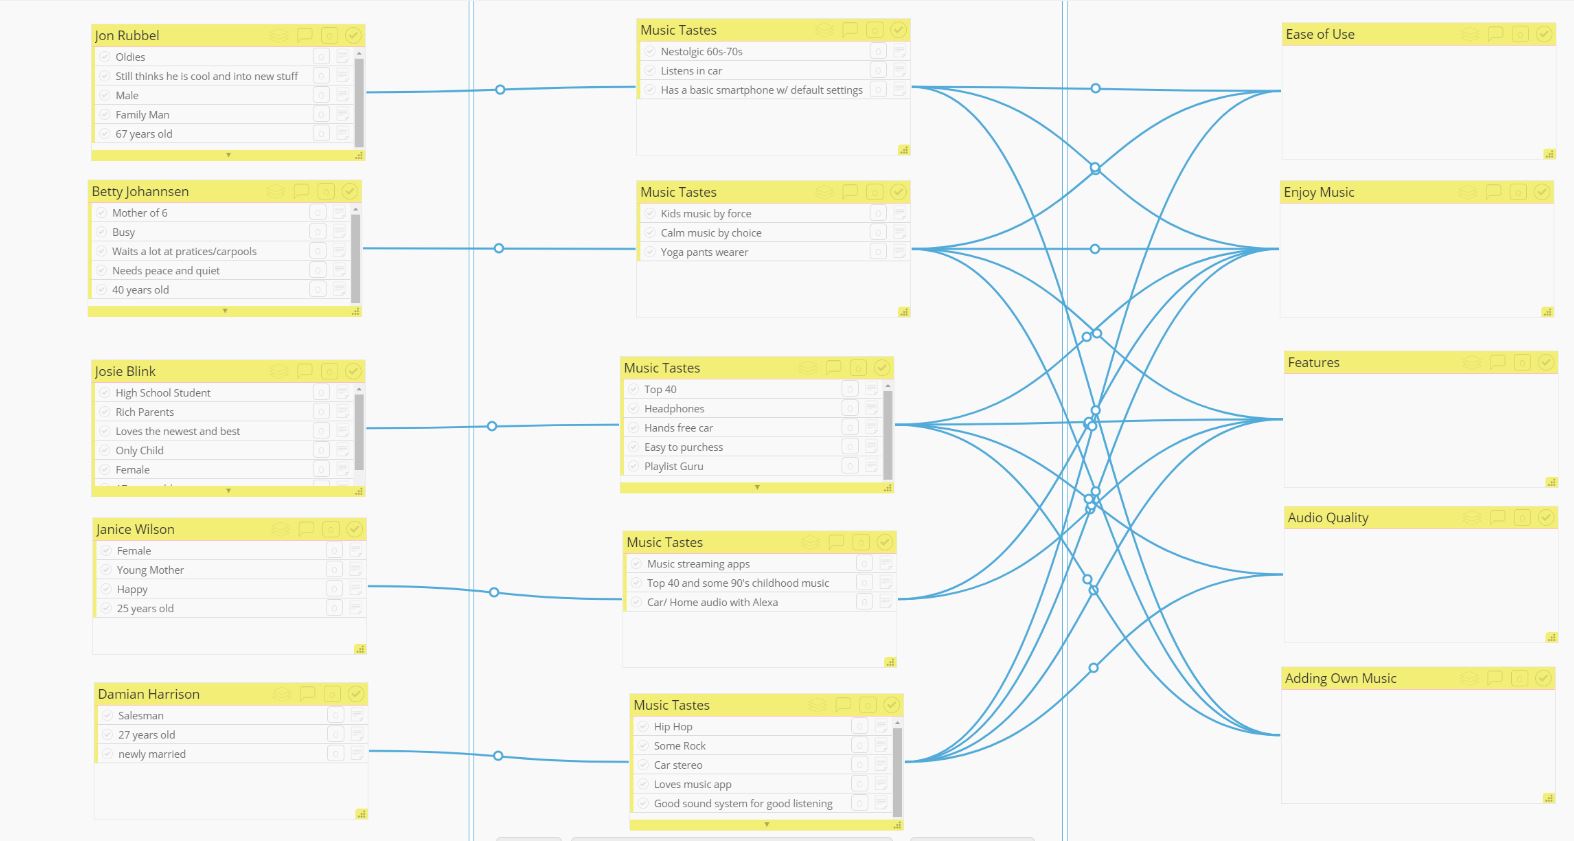 Jon Rubbel
Oldies
Still thinks he is cool and into new stuff
Male
Family Man
67 years old
Music Tastes
Nestolgic 60s-70s
Listens in car
Has a basic smartphone w/ default settings
Ease of Use
Betty Johannsen
Mother of 6
Busy
Waits a lot at pratices/carpools
Needs peace and quiet
40 years old
Music Tastes
Kids music by force
Calm music by choice
Yoga pants wearer
Enjoy Music
Josie Blink
High School Student
Rich Parents
Loves the newest and best
Only Child
Female
Music Tastes
Top 40
Headphones
Hands free car
Easy to purchess
Playlist Guru
Features
Janice Wilson
Female
Young Mother
Happy
25 years old
Music Tastes
Music streaming apps
Top 40 and some 90's childhood music
Car/ Home audio with Alexa
Audio Quality
Damian Harrison
Salesman
27 years old
newly married
Music Tastes
Hip Hop
Some Rock
Car stereo
Loves music app
Good sound system for good listening
Adding Own Music